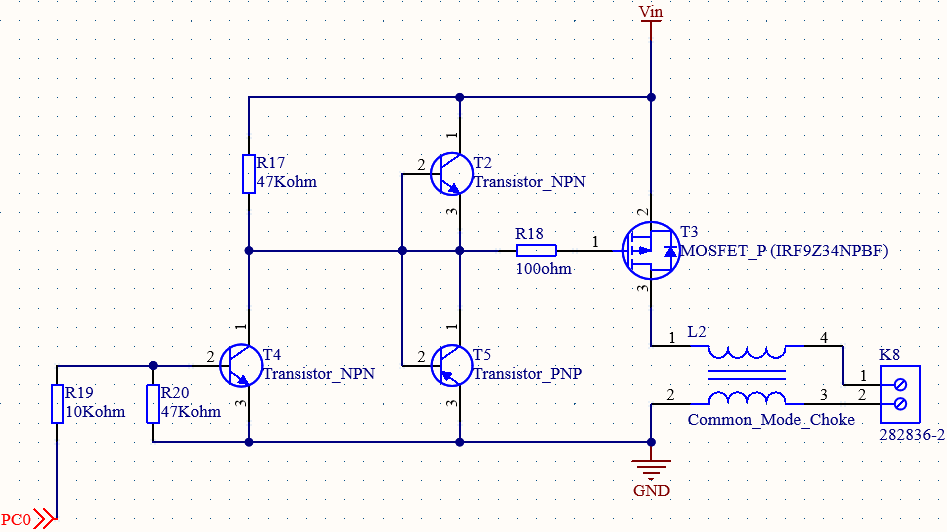 Vin
1
R17
47Kohm
2
T2
Transistor_NPN
3
2
T3
MOSFET_P (IRF9Z34NPBF)
R18
1
100ohm
3
1
1
L2
1
4
K8
2
T4
Transistor_NPN
2
T5
Transistor_PNP
1
2
R19
10Kohm
R20
47Kohm
3
3
2
3
Common_Mode_Choke
282836-2
GND
PC0